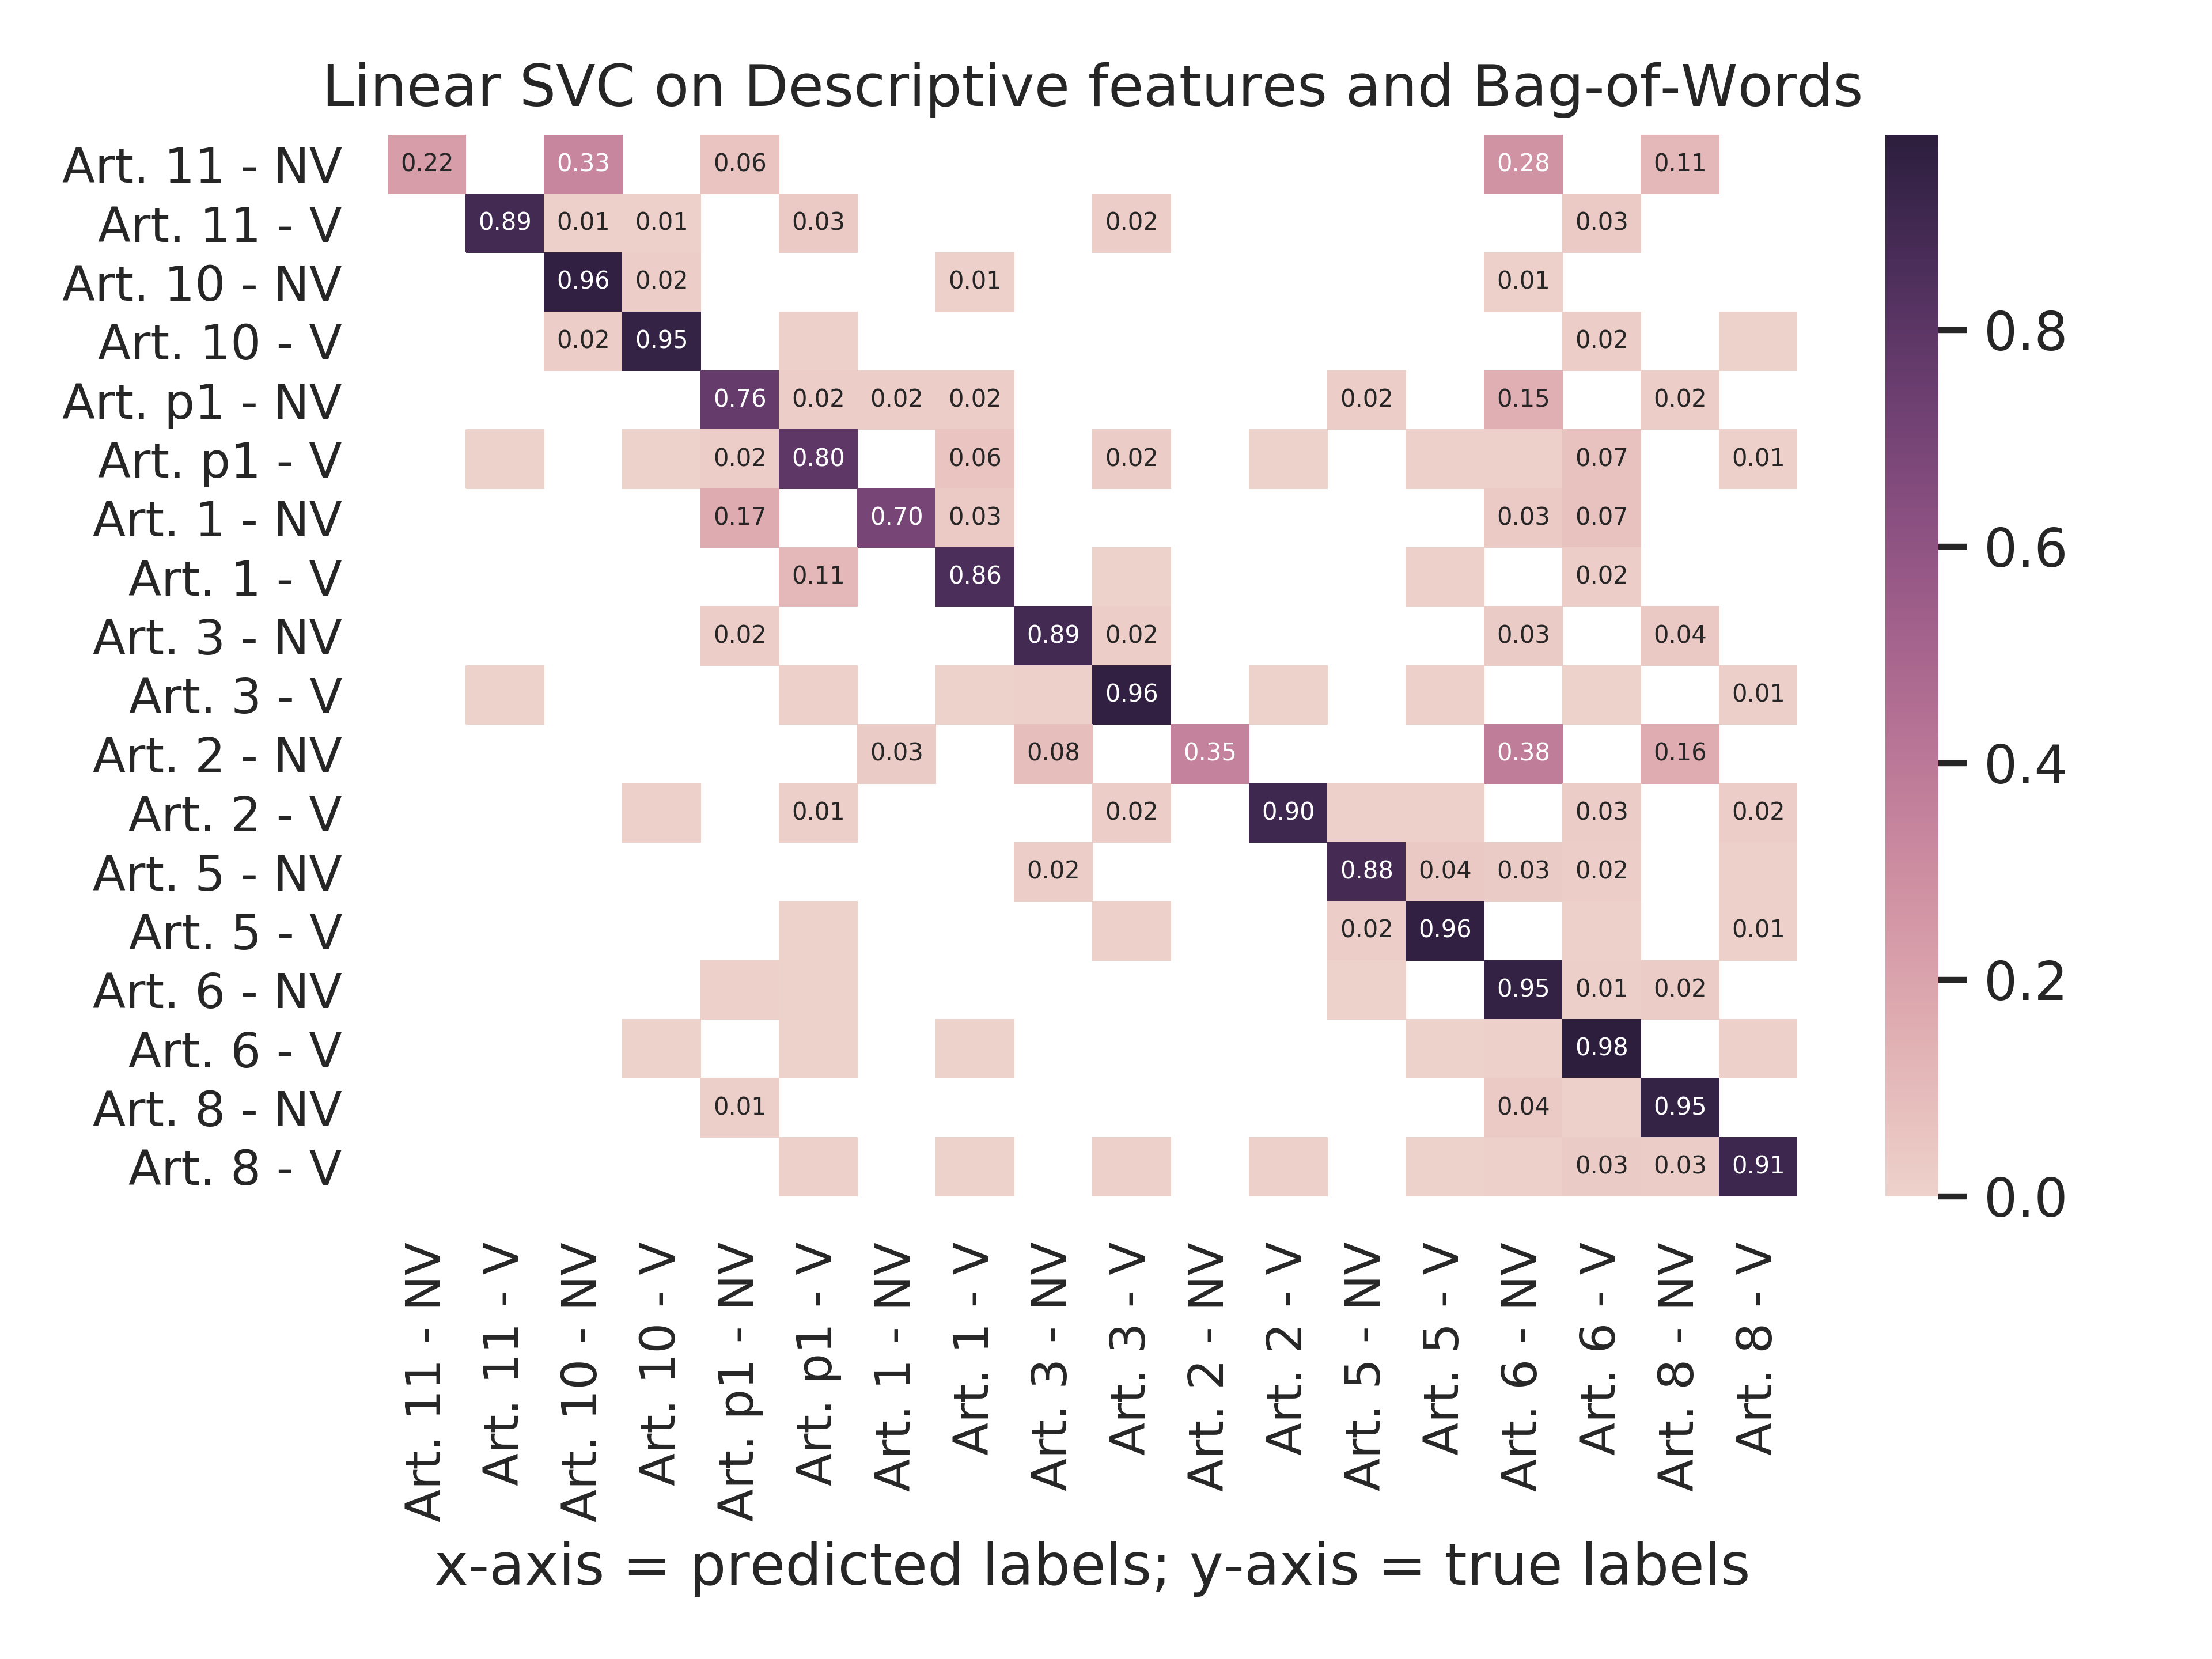 Linear SVC on Descriptive features and Bag-of-Words
Art. 11 - NV 0.22 0.33 0.06 0.28 0.11
Art. 11 - V 0.89 0.01 0.01 0.03 0.02 0.03
Art. 10 - NV 0.96 0.02 0.01 0.01
Art. 10 - V 0.02 0.95 0.02
Art. p1 - NV 0.76 0.02 0.02 0.02 0.02 0.15 0.02
Art. p1 - V 0.02 0.80 0.06 0.02 0.07 0.01
Art. 1 - NV 0.17 0.70 0.03 0.03 0.07
Art. 1 - V 0.11 0.86 0.02
Art. 3 - NV 0.02 0.89 0.02 0.03 0.04
Art. 3 - V 0.96 0.01
Art. 2 - NV 0.03 0.08 0.35 0.38 0.16
Art. 2 - V 0.01 0.02 0.90 0.03 0.02
Art. 5 - NV 0.02 0.88 0.04 0.03 0.02
Art. 5 - V 0.02 0.96 0.01
Art. 6 - NV 0.95 0.01 0.02
Art. 6 - V 0.98
Art. 8 - NV 0.01 0.04 0.95
Art. 8 - V 0.03 0.03 0.91
0.8
0.6
0.4
0.2
0.0
Art. 11 - NV
Art. 11 - V
Art. 10 - NV
Art. 10 - V
Art. p1 - NV
Art. p1 - V
Art. 1 - NV
Art. 1 - V
Art. 3 - NV
Art. 3 - V
Art. 2 - NV
Art. 2 - V
Art. 5 - NV
Art. 5 - V
Art. 6 - NV
Art. 6 - V
Art. 8 - NV
Art. 8 - V
x-axis = predicted labels; y-axis = true labels